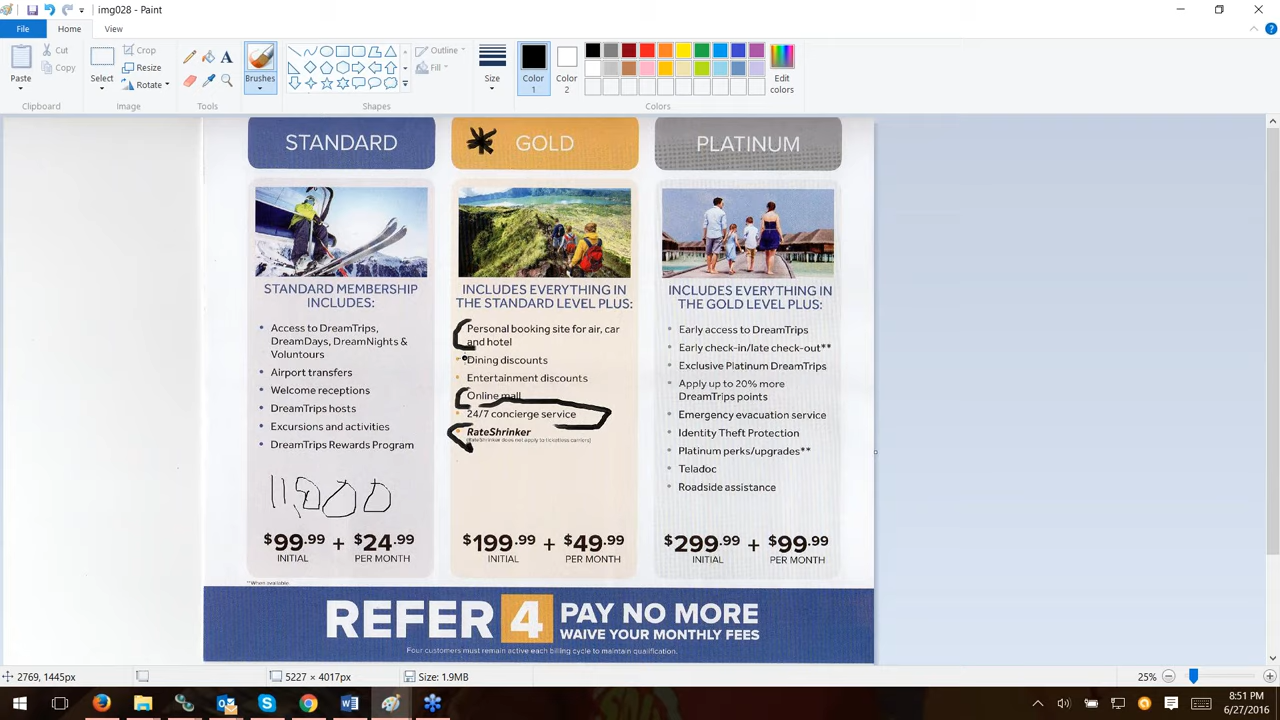 img028 - Paint
File
Home
View
Paste
Cut
Copy
Clipboard
Select
Crop
Resize
Rotate
Image
Tools
Brushes
Shapes
Outline
Fill
Size
Color
1
Color
2
Edit
colors
Colors
STANDARD
STANDARD MEMBERSHIP
INCLUDES:
• Access to DreamTrips,
DreamDays, DreamNights &
Voluntours
• Airport transfers
• Welcome receptions
• DreamTrips hosts
• Excursions and activities
• DreamTrips Rewards Program
$99.99 + $24.99
INITIAL PER MONTH
GOLD
INCLUDES EVERYTHING IN
THE STANDARD LEVEL PLUS:
Personal booking site for air, car
and hotel
• Dining discounts
• Entertainment discounts
Online mall
• 24/7 concierge service
• RateShrinker
(RateShrinker does not apply to ticketless carriers)
$199.99 + $49.99
INITIAL PER MONTH
PLATINUM
INCLUDES EVERYTHING IN
THE GOLD LEVEL PLUS:
• Early access to DreamTrips
• Early check-in/late check-out**
• Exclusive Platinum DreamTrips
• Apply up to 20% more
DreamTrips points
• Emergency evacuation service
• Identity Theft Protection
• Platinum perks/upgrades**
• Teladoc
• Roadside assistance
$299.99 + $99.99
INITIAL PER MONTH
**When available.
REFER 4 PAY NO MORE
WAIVE YOUR MONTHLY FEES
Four customers must remain active each billing cycle to maintain qualification.
2769, 1445px
5227 × 4017px
Size: 1.9MB
25%
8:51 PM
6/27/2016